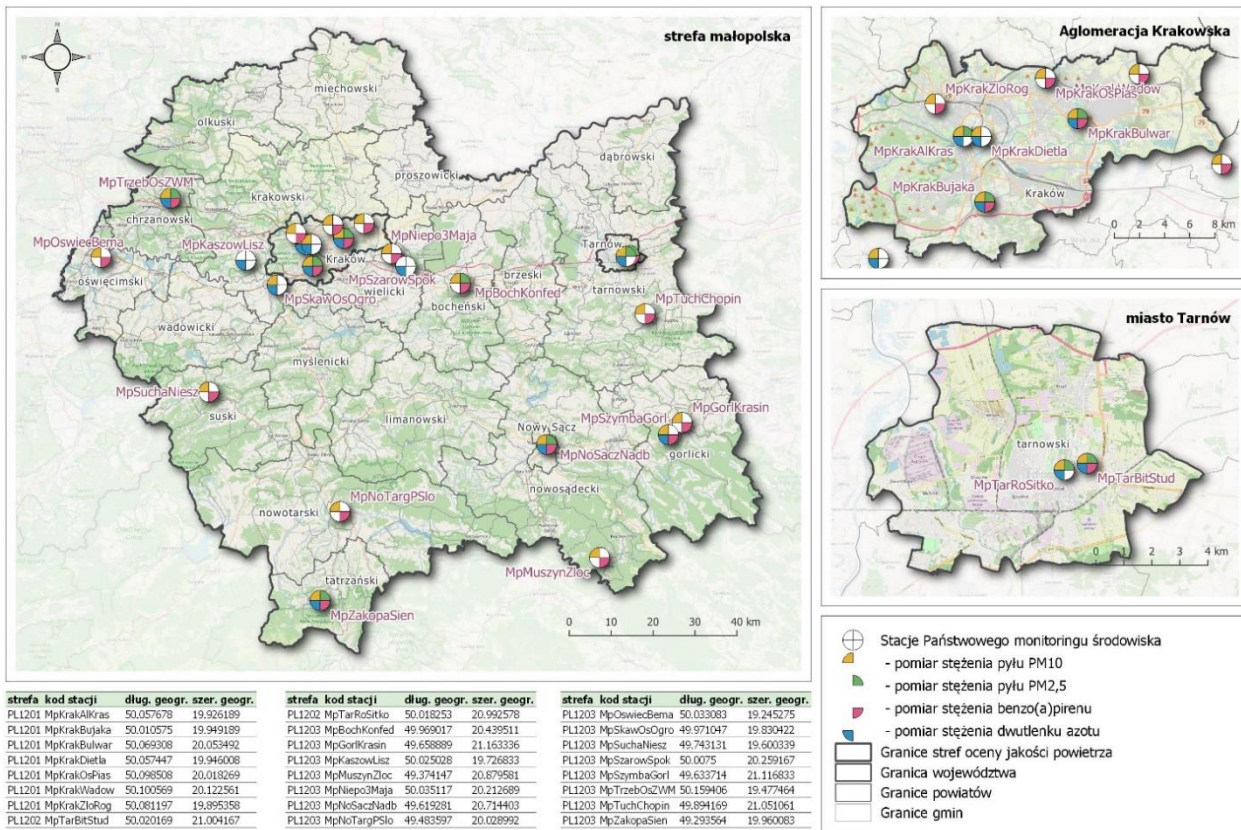 strefa małopolska
N
W
E
S
miechowski
olkuski
dąbrowski
proszowicki
MpTrzebOsZWM
krakowski
chrzanowski
MpOswiecBema
MpKaszowLisz
MpNiepo3Maja
Tarnów
Kraków
brzeski
oświęcimski
MpSzarowSpok
tarnowski
MpSkawOsOgro
wielicki
MpBochKonfed
MpTuchChopin
bocheński
wadowicki
myślenicki
MpSuchaNiesz
suski
limanowski
MpSzymbaGorl
MpGorlKrasin
Nowy Sącz
MpNoSaczNadb
gorlicki
nowosądecki
MpNoTargPSlo
nowotarski
MpMuszynZloc
tatrzański
MpZakopaSien
0 10 20 30 40 km
Aglomeracja Krakowska
MpKrakZloRog
MpKrakWadow
MpKrakOsPias
79
79
MpKrakBulwar
MpKrakAlKras
MpKrakDietla
MpKrakBujaka
Kraków
0 2 4 6 8 km
miasto Tarnów
tarnowski
MpTarRoSitko
MpTarBitStud
0 1 2 3 4 km
Stacje Państwowego monitoringu środowiska
- pomiar stężenia pyłu PM10
- pomiar stężenia pyłu PM2,5
- pomiar stężenia benzo(a)pirenu
- pomiar stężenia dwutlenku azotu
Granice stref oceny jakości powietrza
Granica województwa
Granice powiatów
Granice gmin
strefa kod stacji dług. geogr. szer. geogr.
PL1201 MpKrakAlKras 50.057678 19.926189
PL1201 MpKrakBujaka 50.010575 19.949189
PL1201 MpKrakBulwar 50.069308 20.053492
PL1201 MpKrakDietla 50.057447 19.946008
PL1201 MpKrakOsPias 50.098508 20.018269
PL1201 MpKrakWadow 50.100569 20.122561
PL1201 MpKrakZloRog 50.081197 19.895358
PL1202 MpTarBitStud 50.020169 21.004167
strefa kod stacji dług. geogr. szer. geogr.
PL1202 MpTarRoSitko 50.018253 20.992578
PL1203 MpBochKonfed 49.969017 20.439511
PL1203 MpGorlKrasin 49.658889 21.163336
PL1203 MpKaszowLisz 50.025028 19.726833
PL1203 MpMuszynZloc 49.374147 20.879581
PL1203 MpNiepo3Maja 50.035117 20.212689
PL1203 MpNoSaczNadb 49.619281 20.714403
PL1203 MpNoTargPSlo 49.483597 20.028992
strefa kod stacji dług. geogr. szer. geogr.
PL1203 MpOswiecBema 50.033083 19.245275
PL1203 MpSkawOsOgro 49.971047 19.830422
PL1203 MpSuchaNiesz 49.743131 19.600339
PL1203 MpSzarowSpok 50.0075 20.259167
PL1203 MpSzymbaGorl 49.633714 21.116833
PL1203 MpTrzebOsZWM 50.159406 19.477464
PL1203 MpTuchChopin 49.894169 21.051061
PL1203 MpZakopaSien 49.293564 19.960083